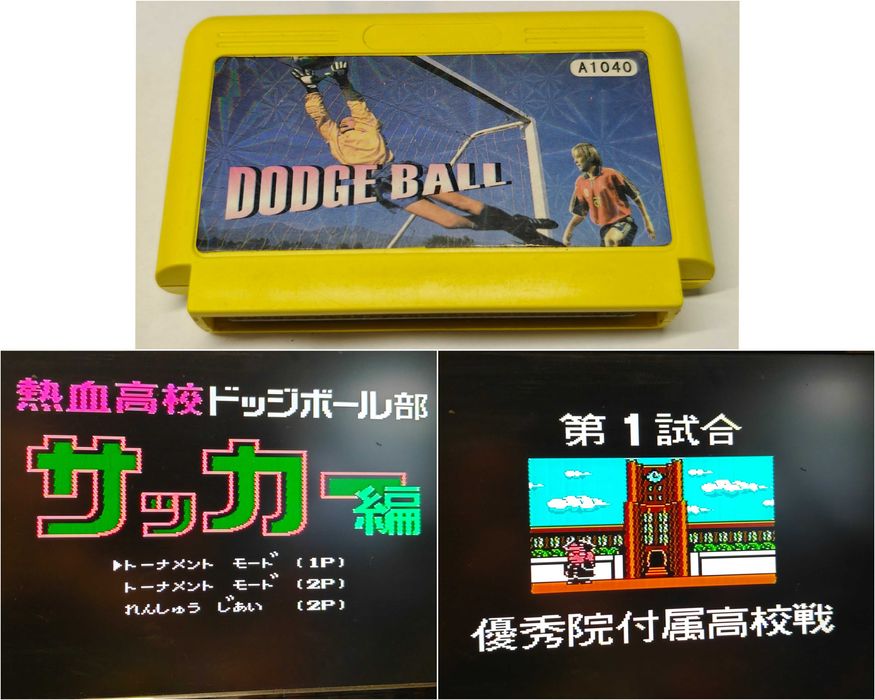 A1040
DODGE BALL
熱血高校ドッジボール部
サッカー編
▶トーナメント モード (1P)
トーナメント モード (2P)
れんしゅう じあい (2P)
第1試合
優秀院付属高校戦